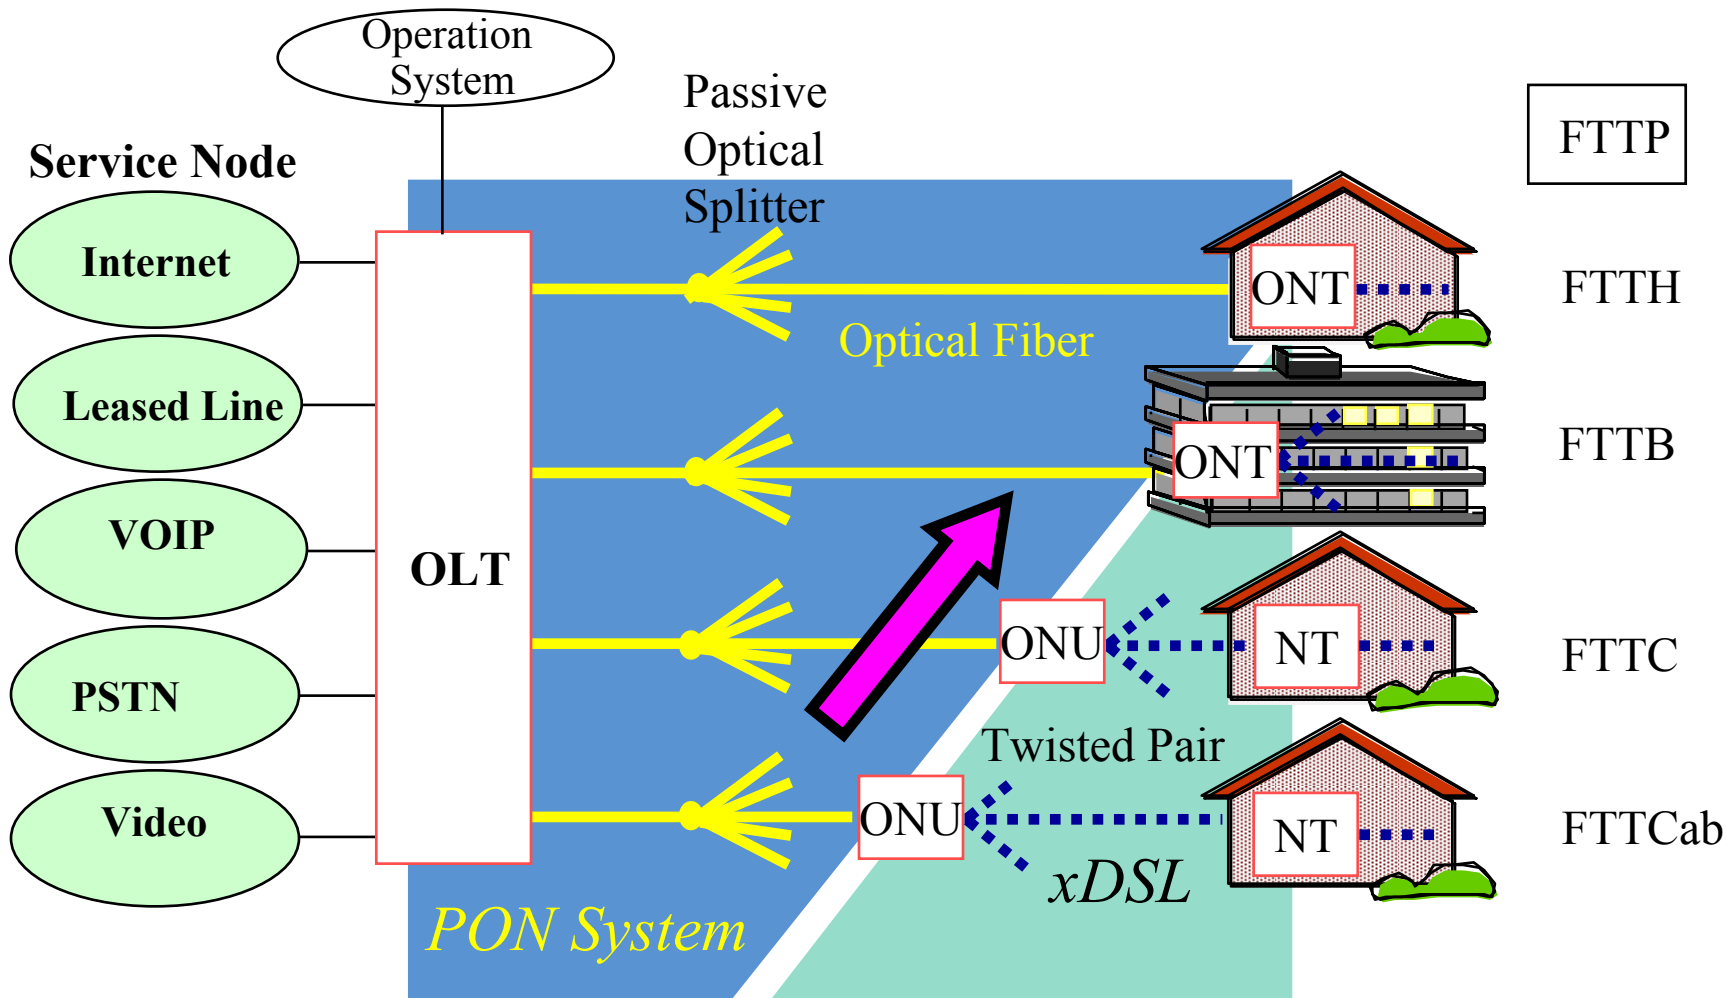 Operation
System
Passive
Optical
Splitter
FTTP
Service Node
Internet
Leased Line
VOIP
PSTN
Video
OLT
Optical Fiber
ONT
FTTH
ONT
FTTB
ONU
NT
FTTC
Twisted Pair
ONU
NT
FTTCab
xDSL
PON System